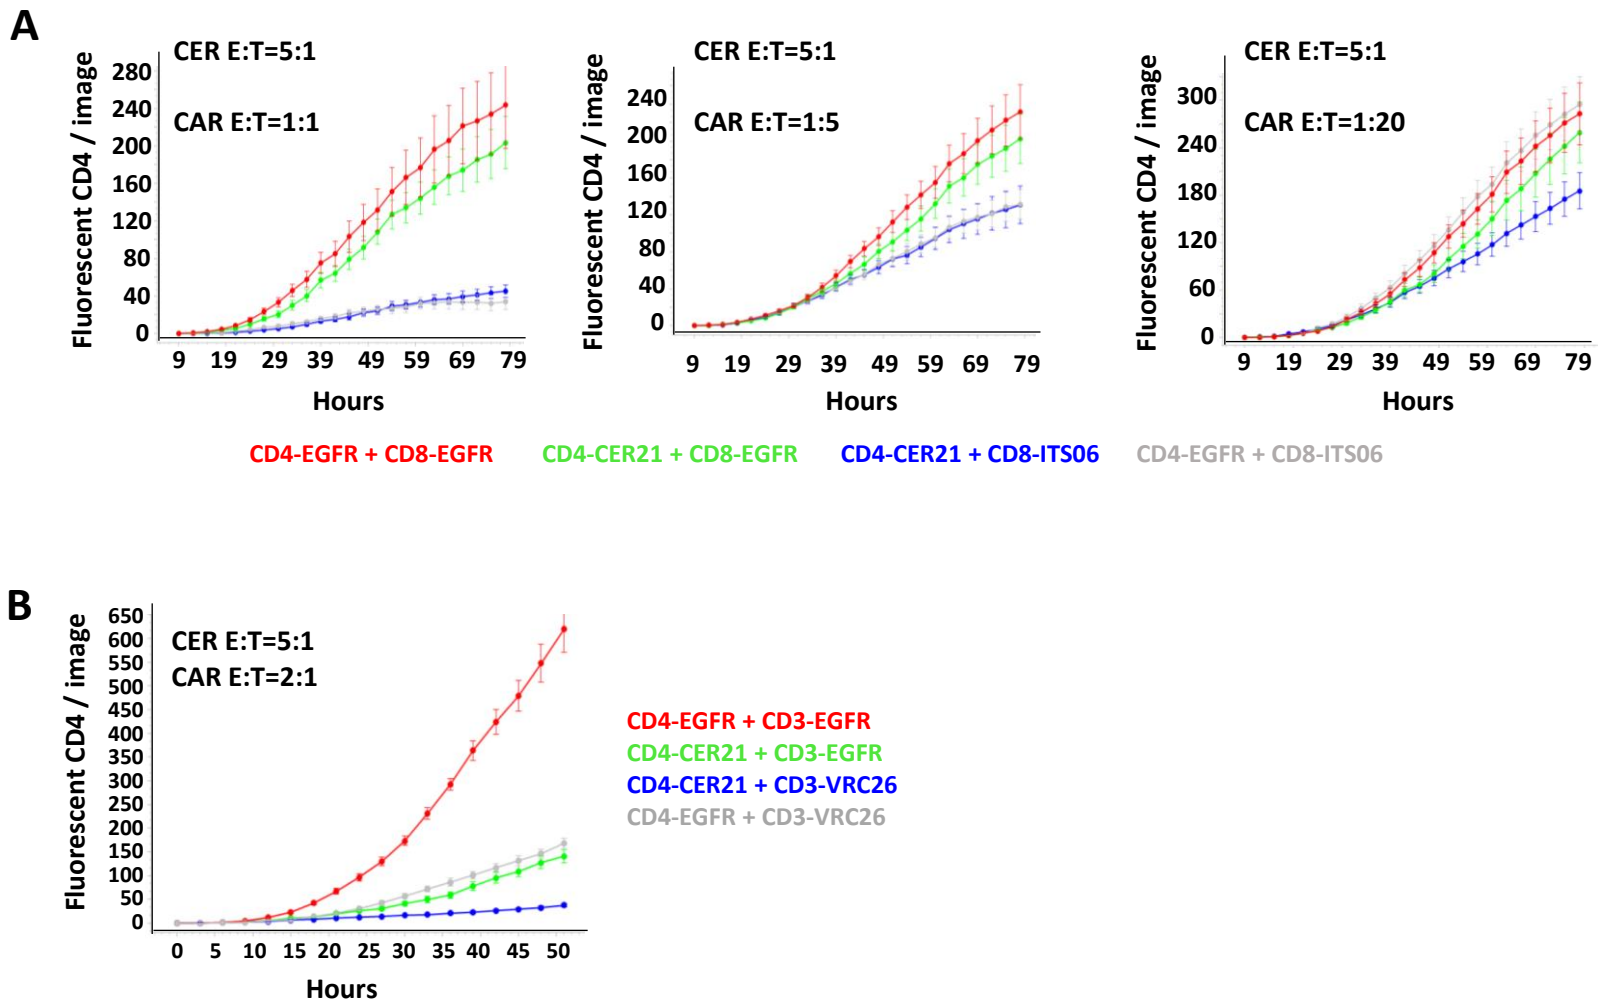 A
CER E:T=5:1
CAR E:T=1:1
Fluorescent CD4 / image
280
240
200
160
120
80
40
0
9 19 29 39 49 59 69 79
Hours
CER E:T=5:1
CAR E:T=1:5
Fluorescent CD4 / image
240
200
160
120
80
40
0
9 19 29 39 49 59 69 79
Hours
CER E:T=5:1
CAR E:T=1:20
Fluorescent CD4 / image
300
240
180
120
60
0
9 19 29 39 49 59 69 79
Hours
CD4-EGFR + CD8-EGFR CD4-CER21 + CD8-EGFR CD4-CER21 + CD8-ITS06 CD4-EGFR + CD8-ITS06
B
CER E:T=5:1
CAR E:T=2:1
Fluorescent CD4 / image
650
600
550
500
450
400
350
300
250
200
150
100
50
0
0 5 10 15 20 25 30 35 40 45 50
Hours
CD4-EGFR + CD3-EGFR
CD4-CER21 + CD3-EGFR
CD4-CER21 + CD3-VRC26
CD4-EGFR + CD3-VRC26